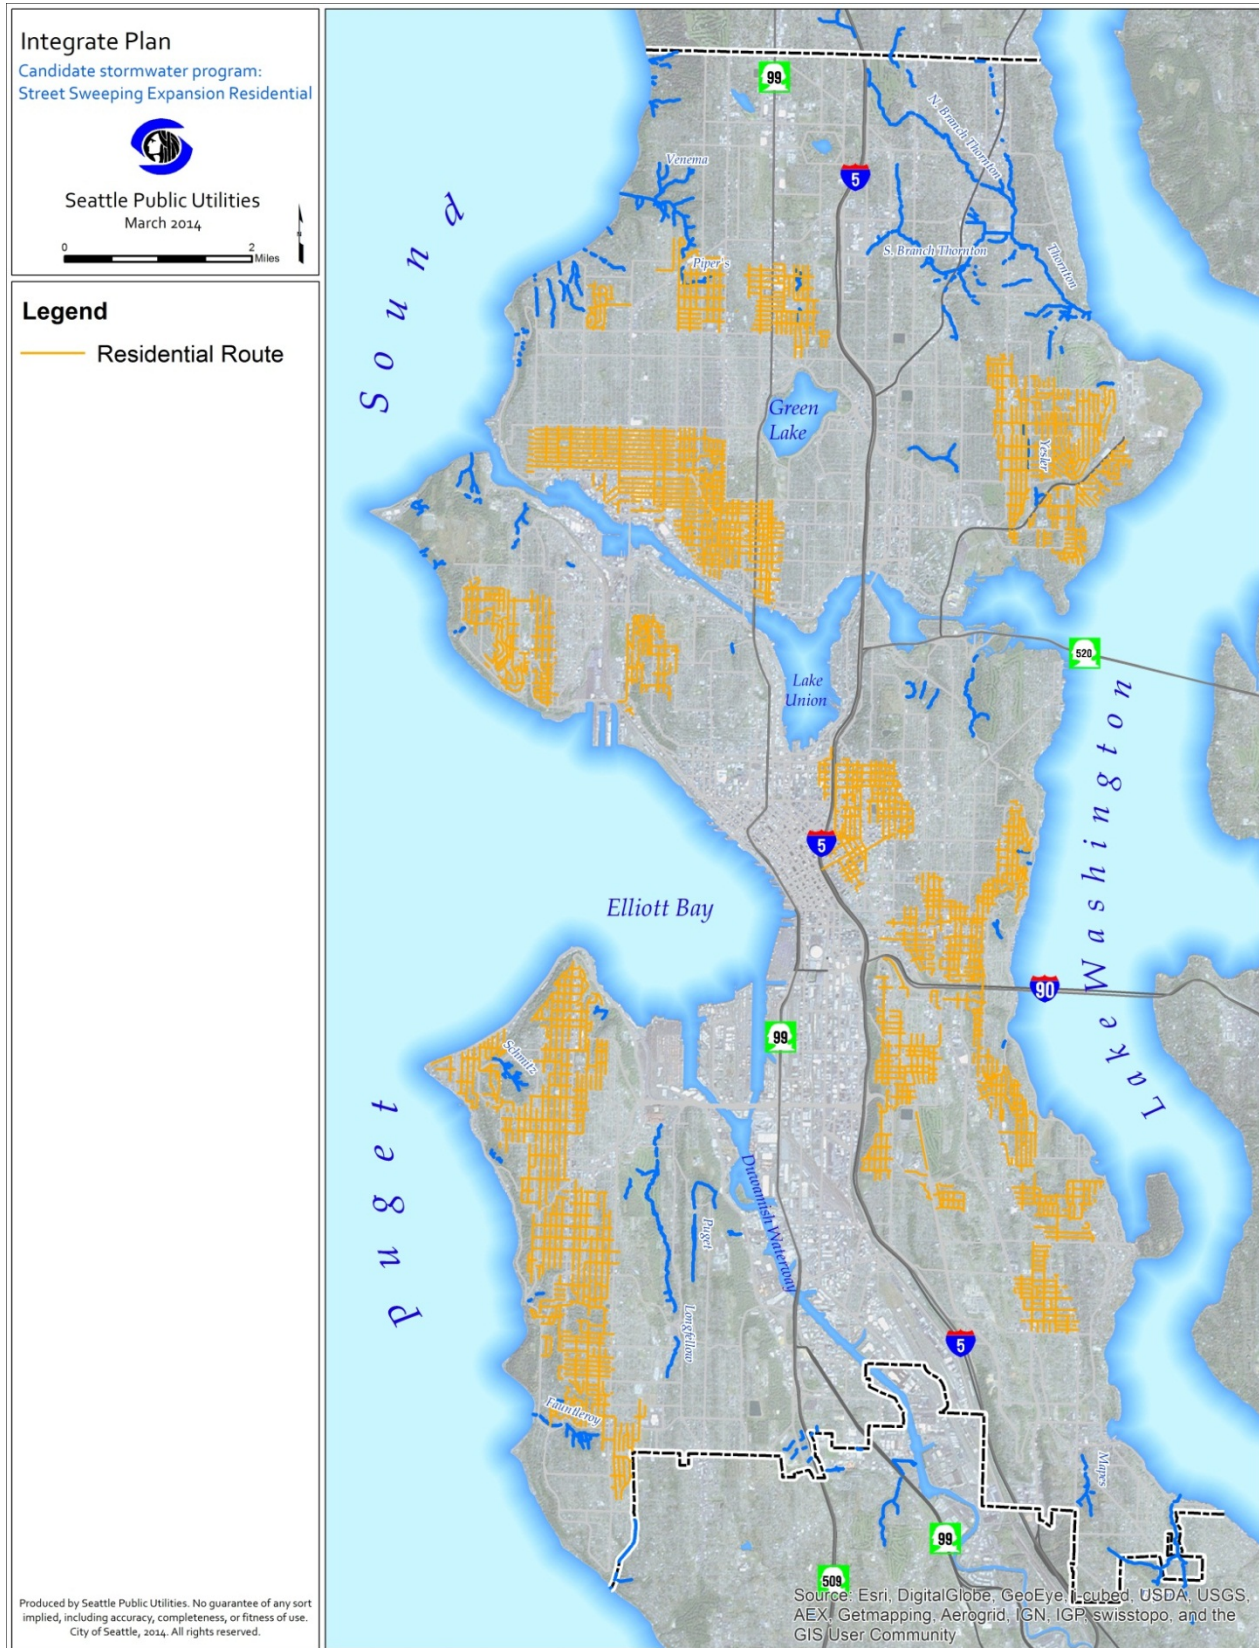 Integrate Plan
Candidate stormwater program:
Street Sweeping Expansion Residential
Seattle Public Utilities
March 2014
N
0 2
Miles
Legend
Residential Route
Produced by Seattle Public Utilities. No guarantee of any sort
implied, including accuracy, completeness, or fitness of use.
City of Seattle, 2014. All rights reserved.
99
N. Branch Thornton
Venema
5
S. Branch Thornton
Thornton
Piper's
Puget Sound
Green
Lake
Yesler
520
Lake
Union
Lake Washington
5
Elliott Bay
90
99
Schmitz
Duwamish Waterway
Puget
Longfellow
5
Fauntleroy
Mapes
99
509
Source: Esri, DigitalGlobe, GeoEye, i-cubed, USDA, USGS,
AEX, Getmapping, Aerogrid, IGN, IGP, swisstopo, and the
GIS User Community